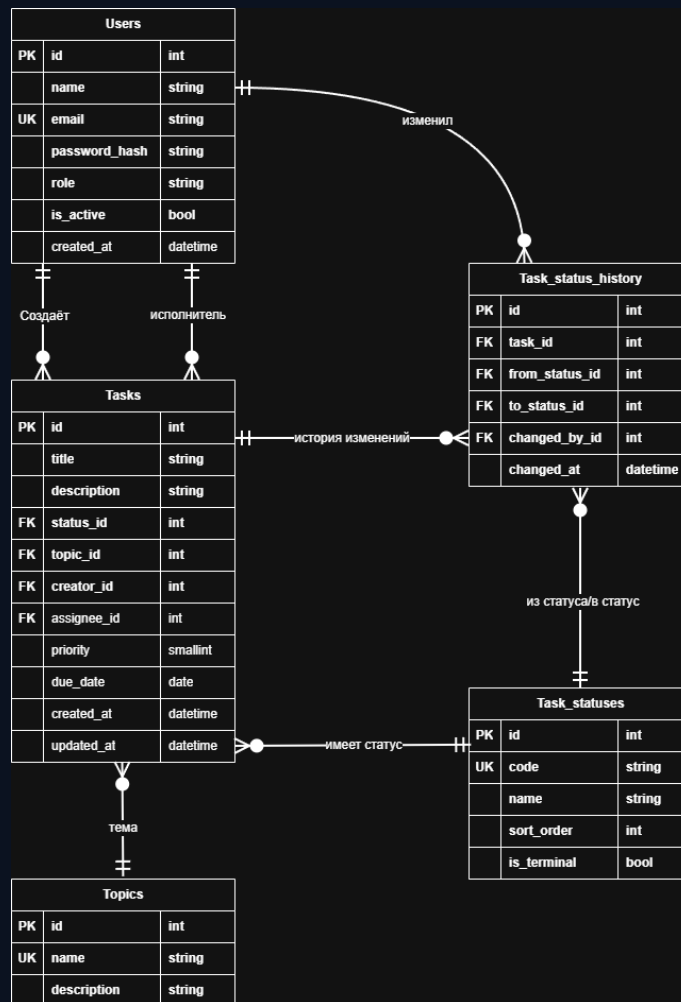 Users
PK id int
name string
UK email string
password_hash string
role string
is_active bool
created_at datetime
изменил
Создаёт
исполнитель
Task_status_history
PK id int
FK task_id int
FK from_status_id int
FK to_status_id int
FK changed_by_id int
changed_at datetime
Tasks
PK id int
title string
description string
FK status_id int
FK topic_id int
FK creator_id int
FK assignee_id int
priority smallint
due_date date
created_at datetime
updated_at datetime
история изменений
из статуса/в статус
имеет статус
Task_statuses
PK id int
UK code string
name string
sort_order int
is_terminal bool
тема
Topics
PK id int
UK name string
description string